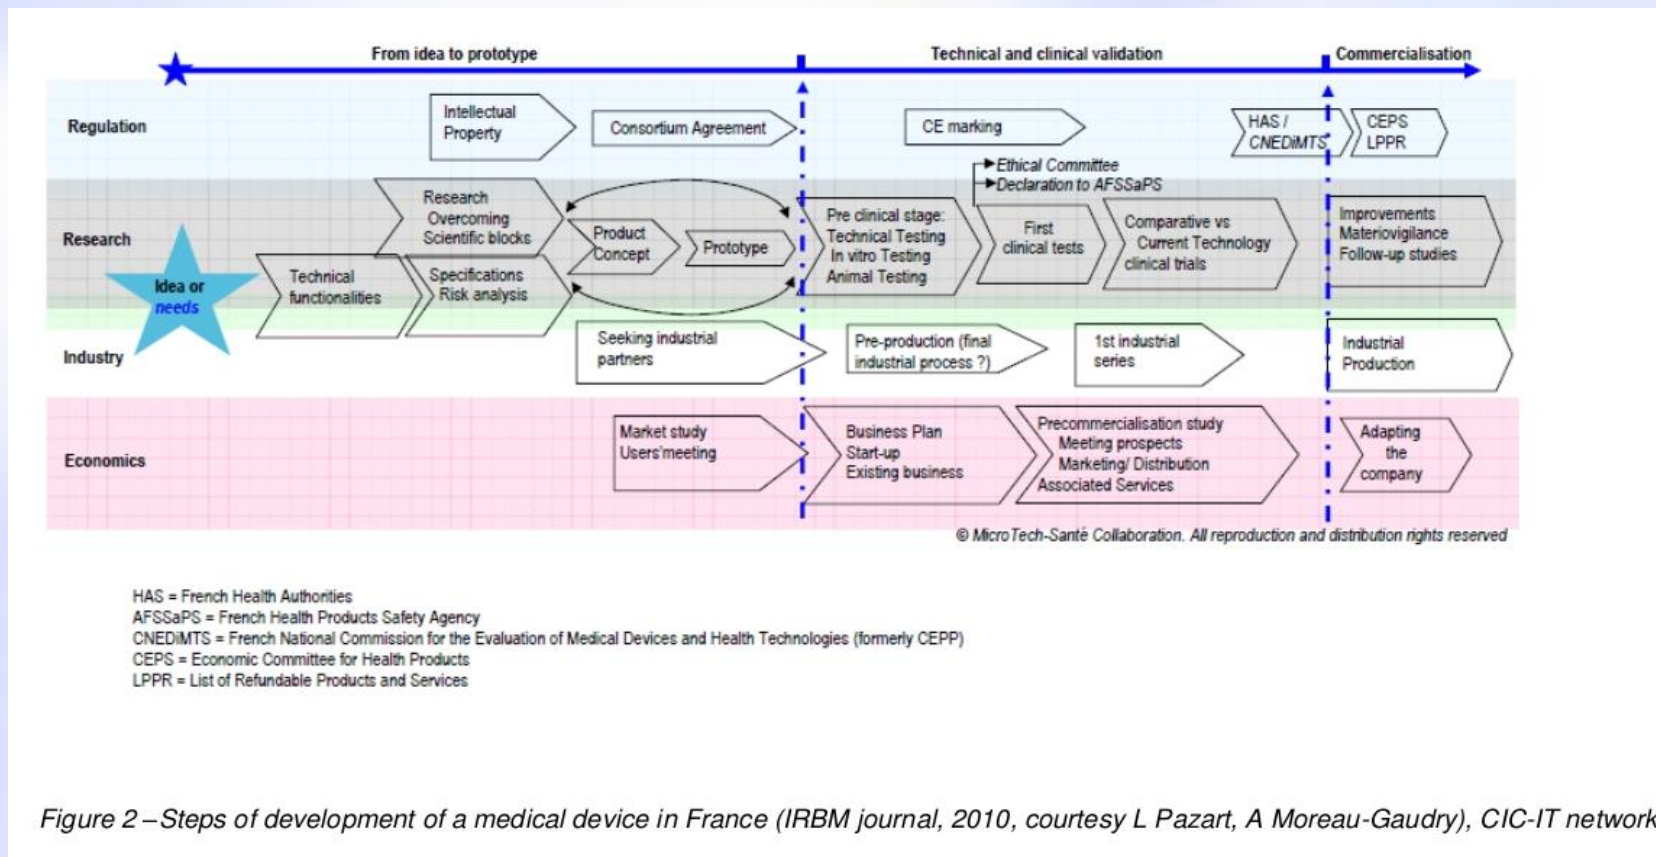 From idea to prototype
Technical and clinical validation
Commercialisation
Regulation
Intellectual
Property
Consortium Agreement
CE marking
HAS /
CNEDiMTS
CEPS
LPPR
Ethical Committee
Declaration to AFSSaPS
Research
Idea or
needs
Technical
functionalities
Research
Overcoming
Scientific blocks
Specifications
Risk analysis
Product
Concept
Prototype
Pre clinical stage:
Technical Testing
In vitro Testing
Animal Testing
First
clinical tests
Comparative vs
Current Technology
clinical trials
Improvements
Materiovigilance
Follow-up studies
Industry
Seeking industrial
partners
Pre-production (final
industrial process ?)
1st industrial
series
Industrial
Production
Economics
Market study
Users'meeting
Business Plan
Start-up
Existing business
Precommercialisation study
Meeting prospects
Marketing/ Distribution
Associated Services
Adapting
the
company
© MicroTech-Santé Collaboration. All reproduction and distribution rights reserved
HAS = French Health Authorities
AFSSaPS = French Health Products Safety Agency
CNEDiMTS = French National Commission for the Evaluation of Medical Devices and Health Technologies (formerly CEPP)
CEPS = Economic Committee for Health Products
LPPR = List of Refundable Products and Services
Figure 2 – Steps of development of a medical device in France (IRBM journal, 2010, courtesy L Pazart, A Moreau-Gaudry), CIC-IT network